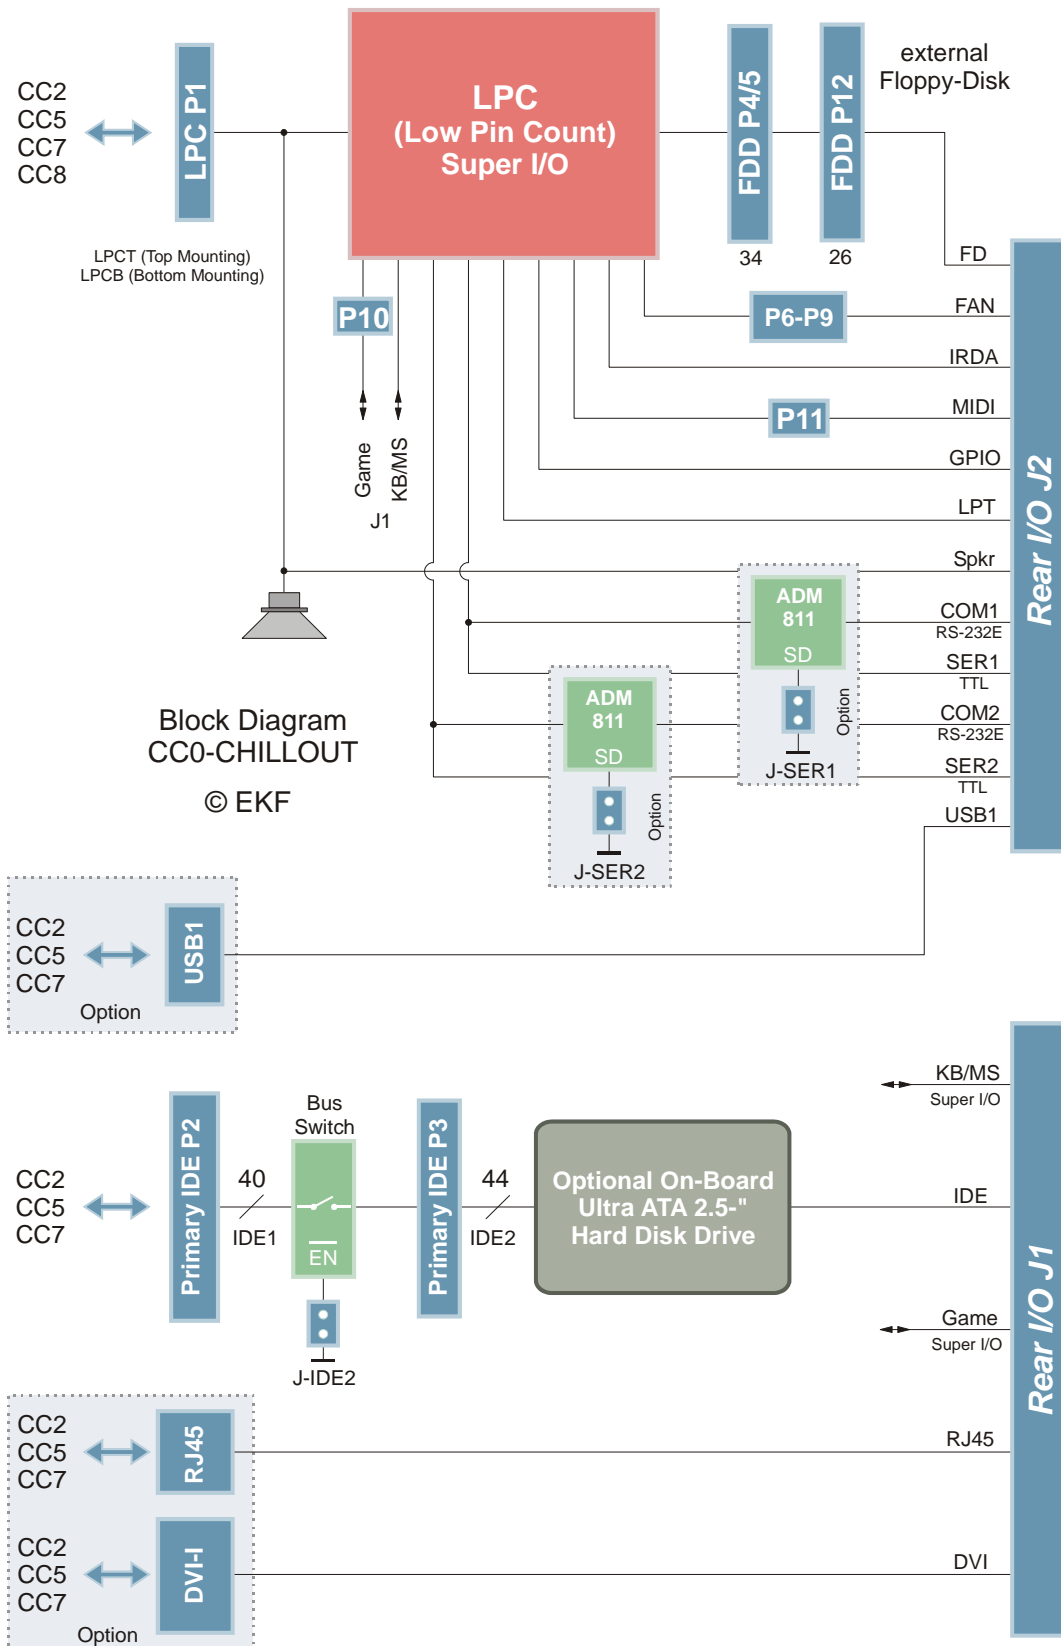 CC2
CC5
CC7
CC8
LPC P1
LPCT (Top Mounting)
LPCB (Bottom Mounting)
LPC
(Low Pin Count)
Super I/O
FDD P4/5
34
FDD P12
26
external
Floppy-Disk
P10
Game
KB/MS
J1
P6-P9
P11
FD
FAN
IRDA
MIDI
GPIO
LPT
Spkr
COM1
RS-232E
SER1
TTL
COM2
RS-232E
SER2
TTL
USB1
Rear I/O J2
ADM
811
SD
Option
J-SER1
ADM
811
SD
Option
J-SER2
Block Diagram
CC0-CHILLOUT
© EKF
CC2
CC5
CC7
USB1
Option
CC2
CC5
CC7
Primary IDE P2
40
IDE1
Bus
Switch
EN
J-IDE2
Primary IDE P3
44
IDE2
Optional On-Board
Ultra ATA 2.5-"
Hard Disk Drive
KB/MS
Super I/O
IDE
Game
Super I/O
RJ45
DVI
Rear I/O J1
CC2
CC5
CC7
RJ45
CC2
CC5
CC7
DVI-I
Option